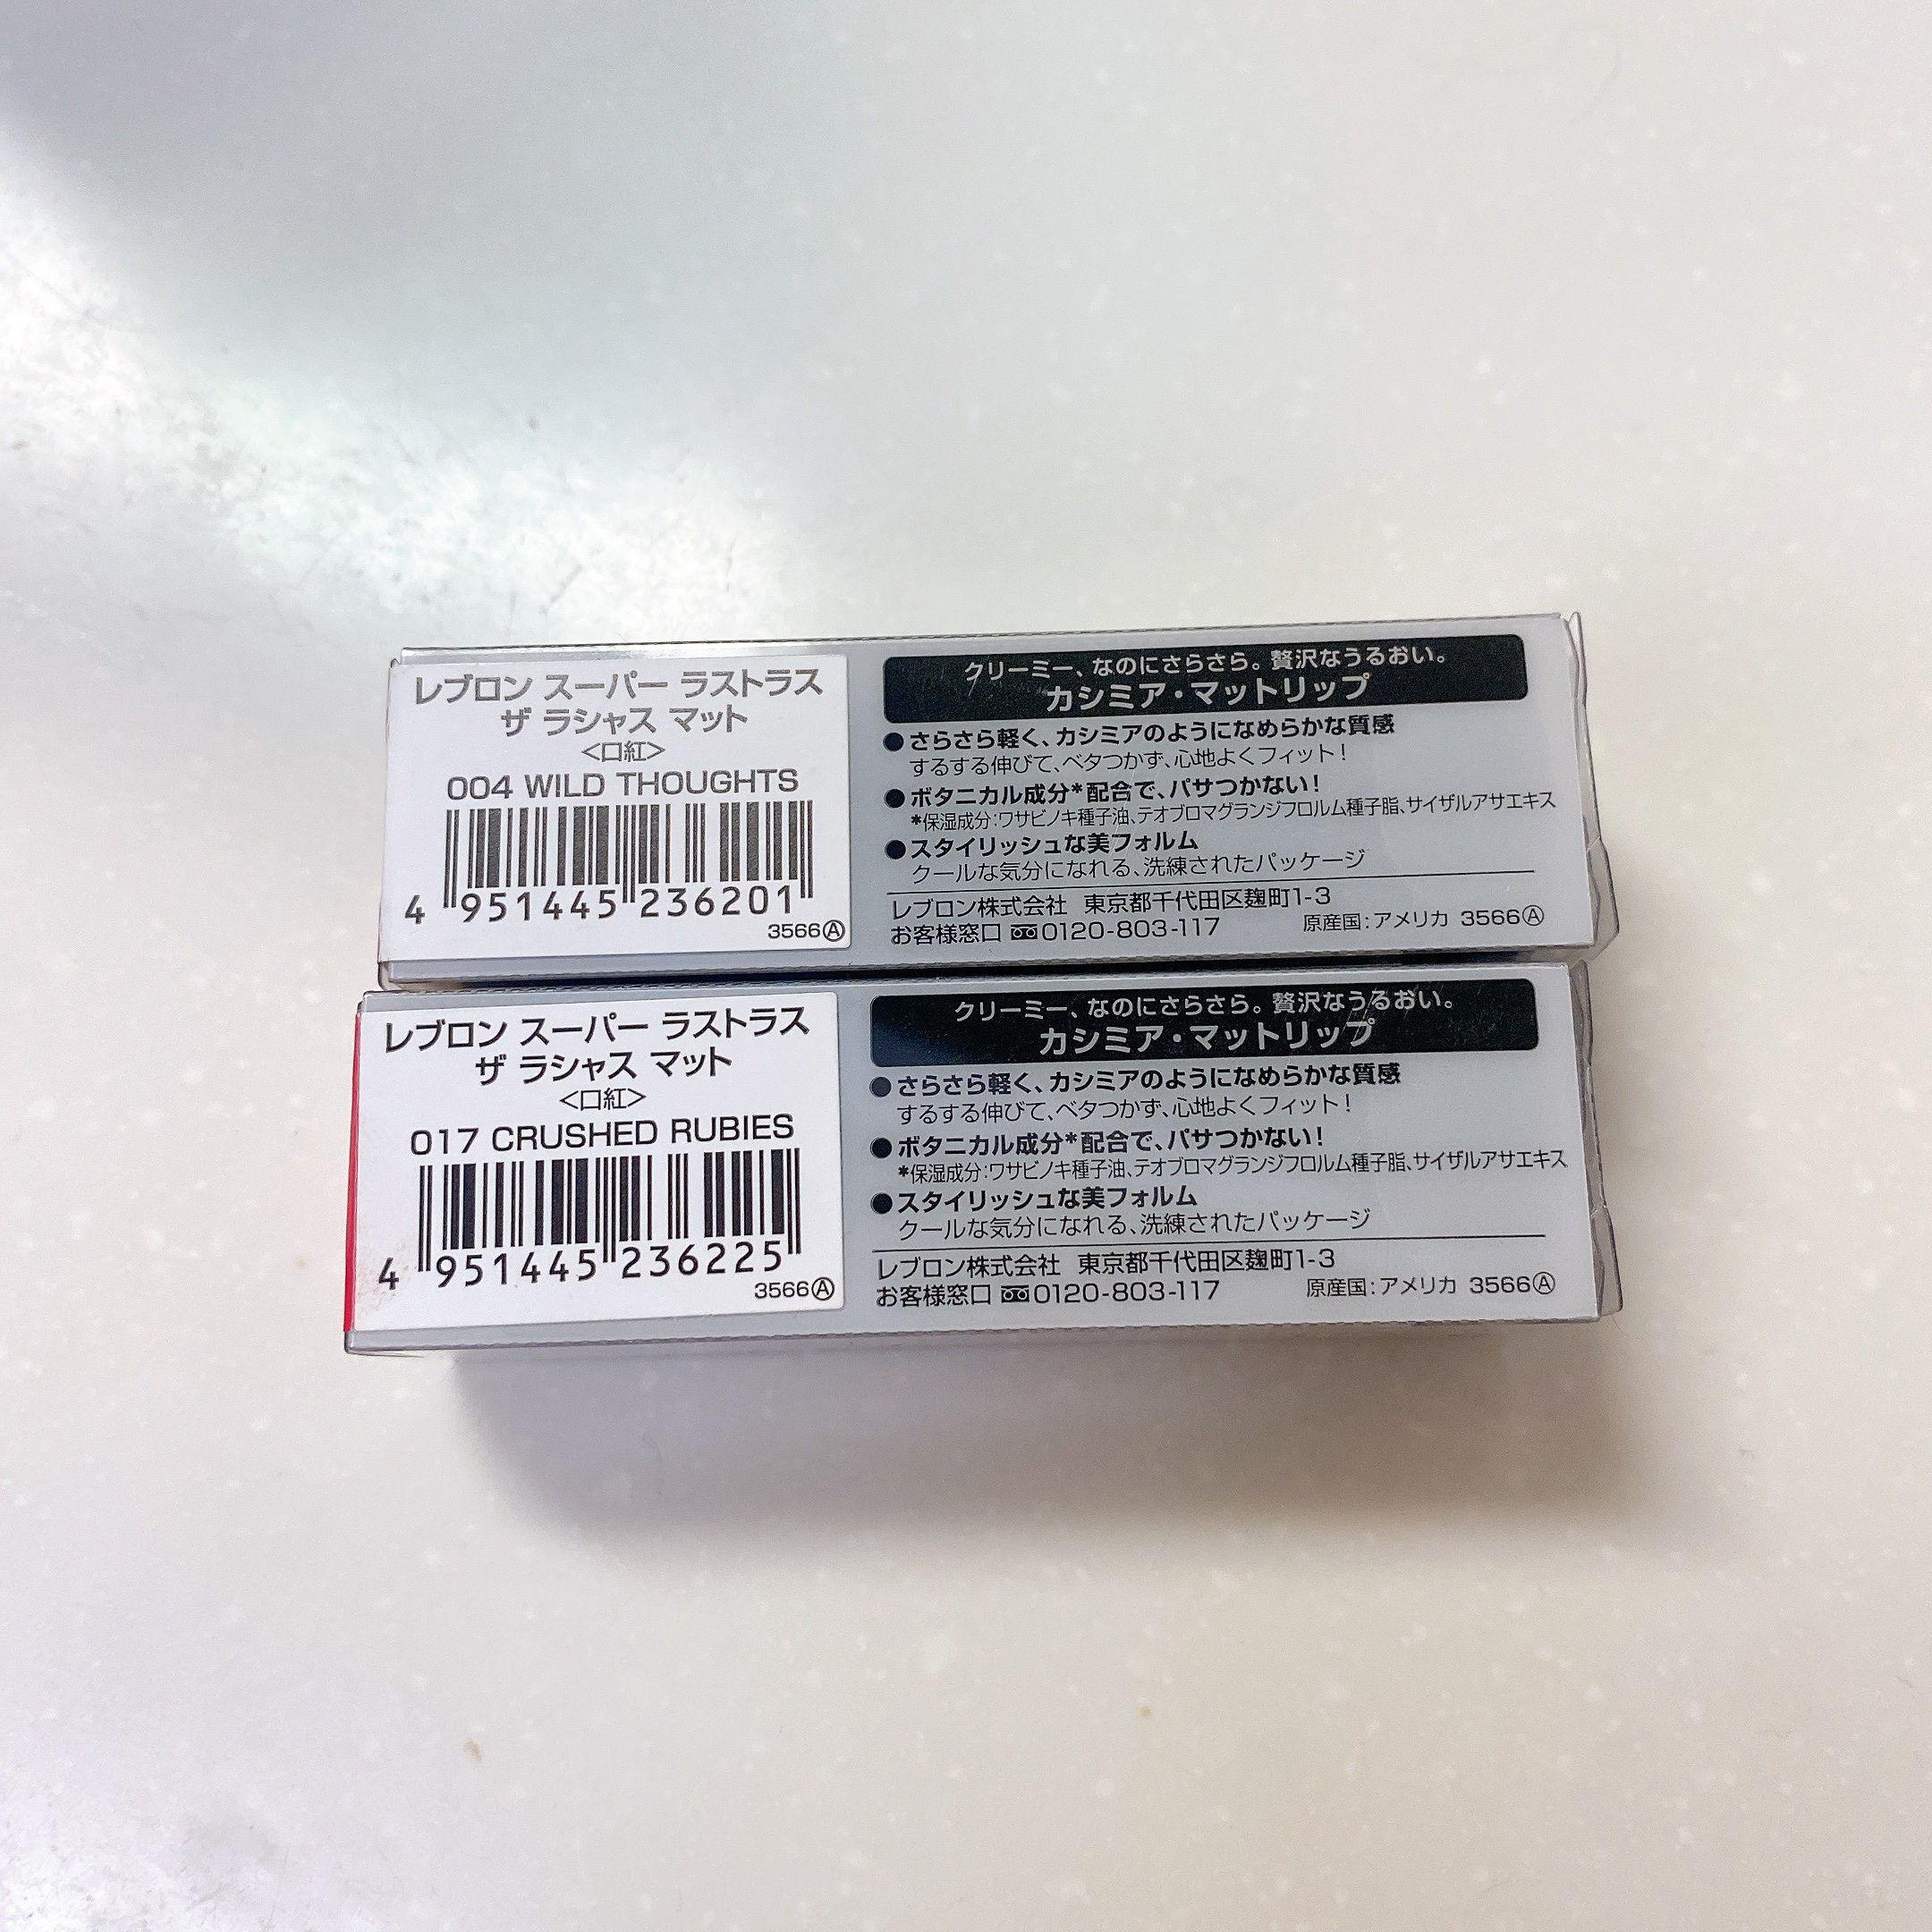 レブロン スーパー ラストラス
ザ ラシャス マット
<口紅>
004 WILD THOUGHTS
4 951445 236201
3566Ⓐ
クリーミー、なのにさらさら。贅沢なうるおい。
カシミア・マットリップ
●さらさら軽く、カシミアのようになめらかな質感
するする伸びて、ベタつかず、心地よくフィット!
●ボタニカル成分*配合で、パサつかない!
*保湿成分:ワサビノキ種子油、テオブロマグランジフロルム種子脂、サイザルアサエキス
●スタイリッシュな美フォルム
クールな気分になれる、洗練されたパッケージ
レブロン株式会社 東京都千代田区麹町1-3
お客様窓口 0120-803-117 原産国:アメリカ 3566Ⓐ
レブロン スーパー ラストラス
ザ ラシャス マット
<口紅>
017 CRUSHED RUBIES
4 951445 236225
3566Ⓐ
クリーミー、なのにさらさら。贅沢なうるおい。
カシミア・マットリップ
●さらさら軽く、カシミアのようになめらかな質感
するする伸びて、ベタつかず、心地よくフィット!
●ボタニカル成分*配合で、パサつかない!
*保湿成分:ワサビノキ種子油、テオブロマグランジフロルム種子脂、サイザルアサエキス
●スタイリッシュな美フォルム
クールな気分になれる、洗練されたパッケージ
レブロン株式会社 東京都千代田区麹町1-3
お客様窓口 0120-803-117 原産国:アメリカ 3566Ⓐ